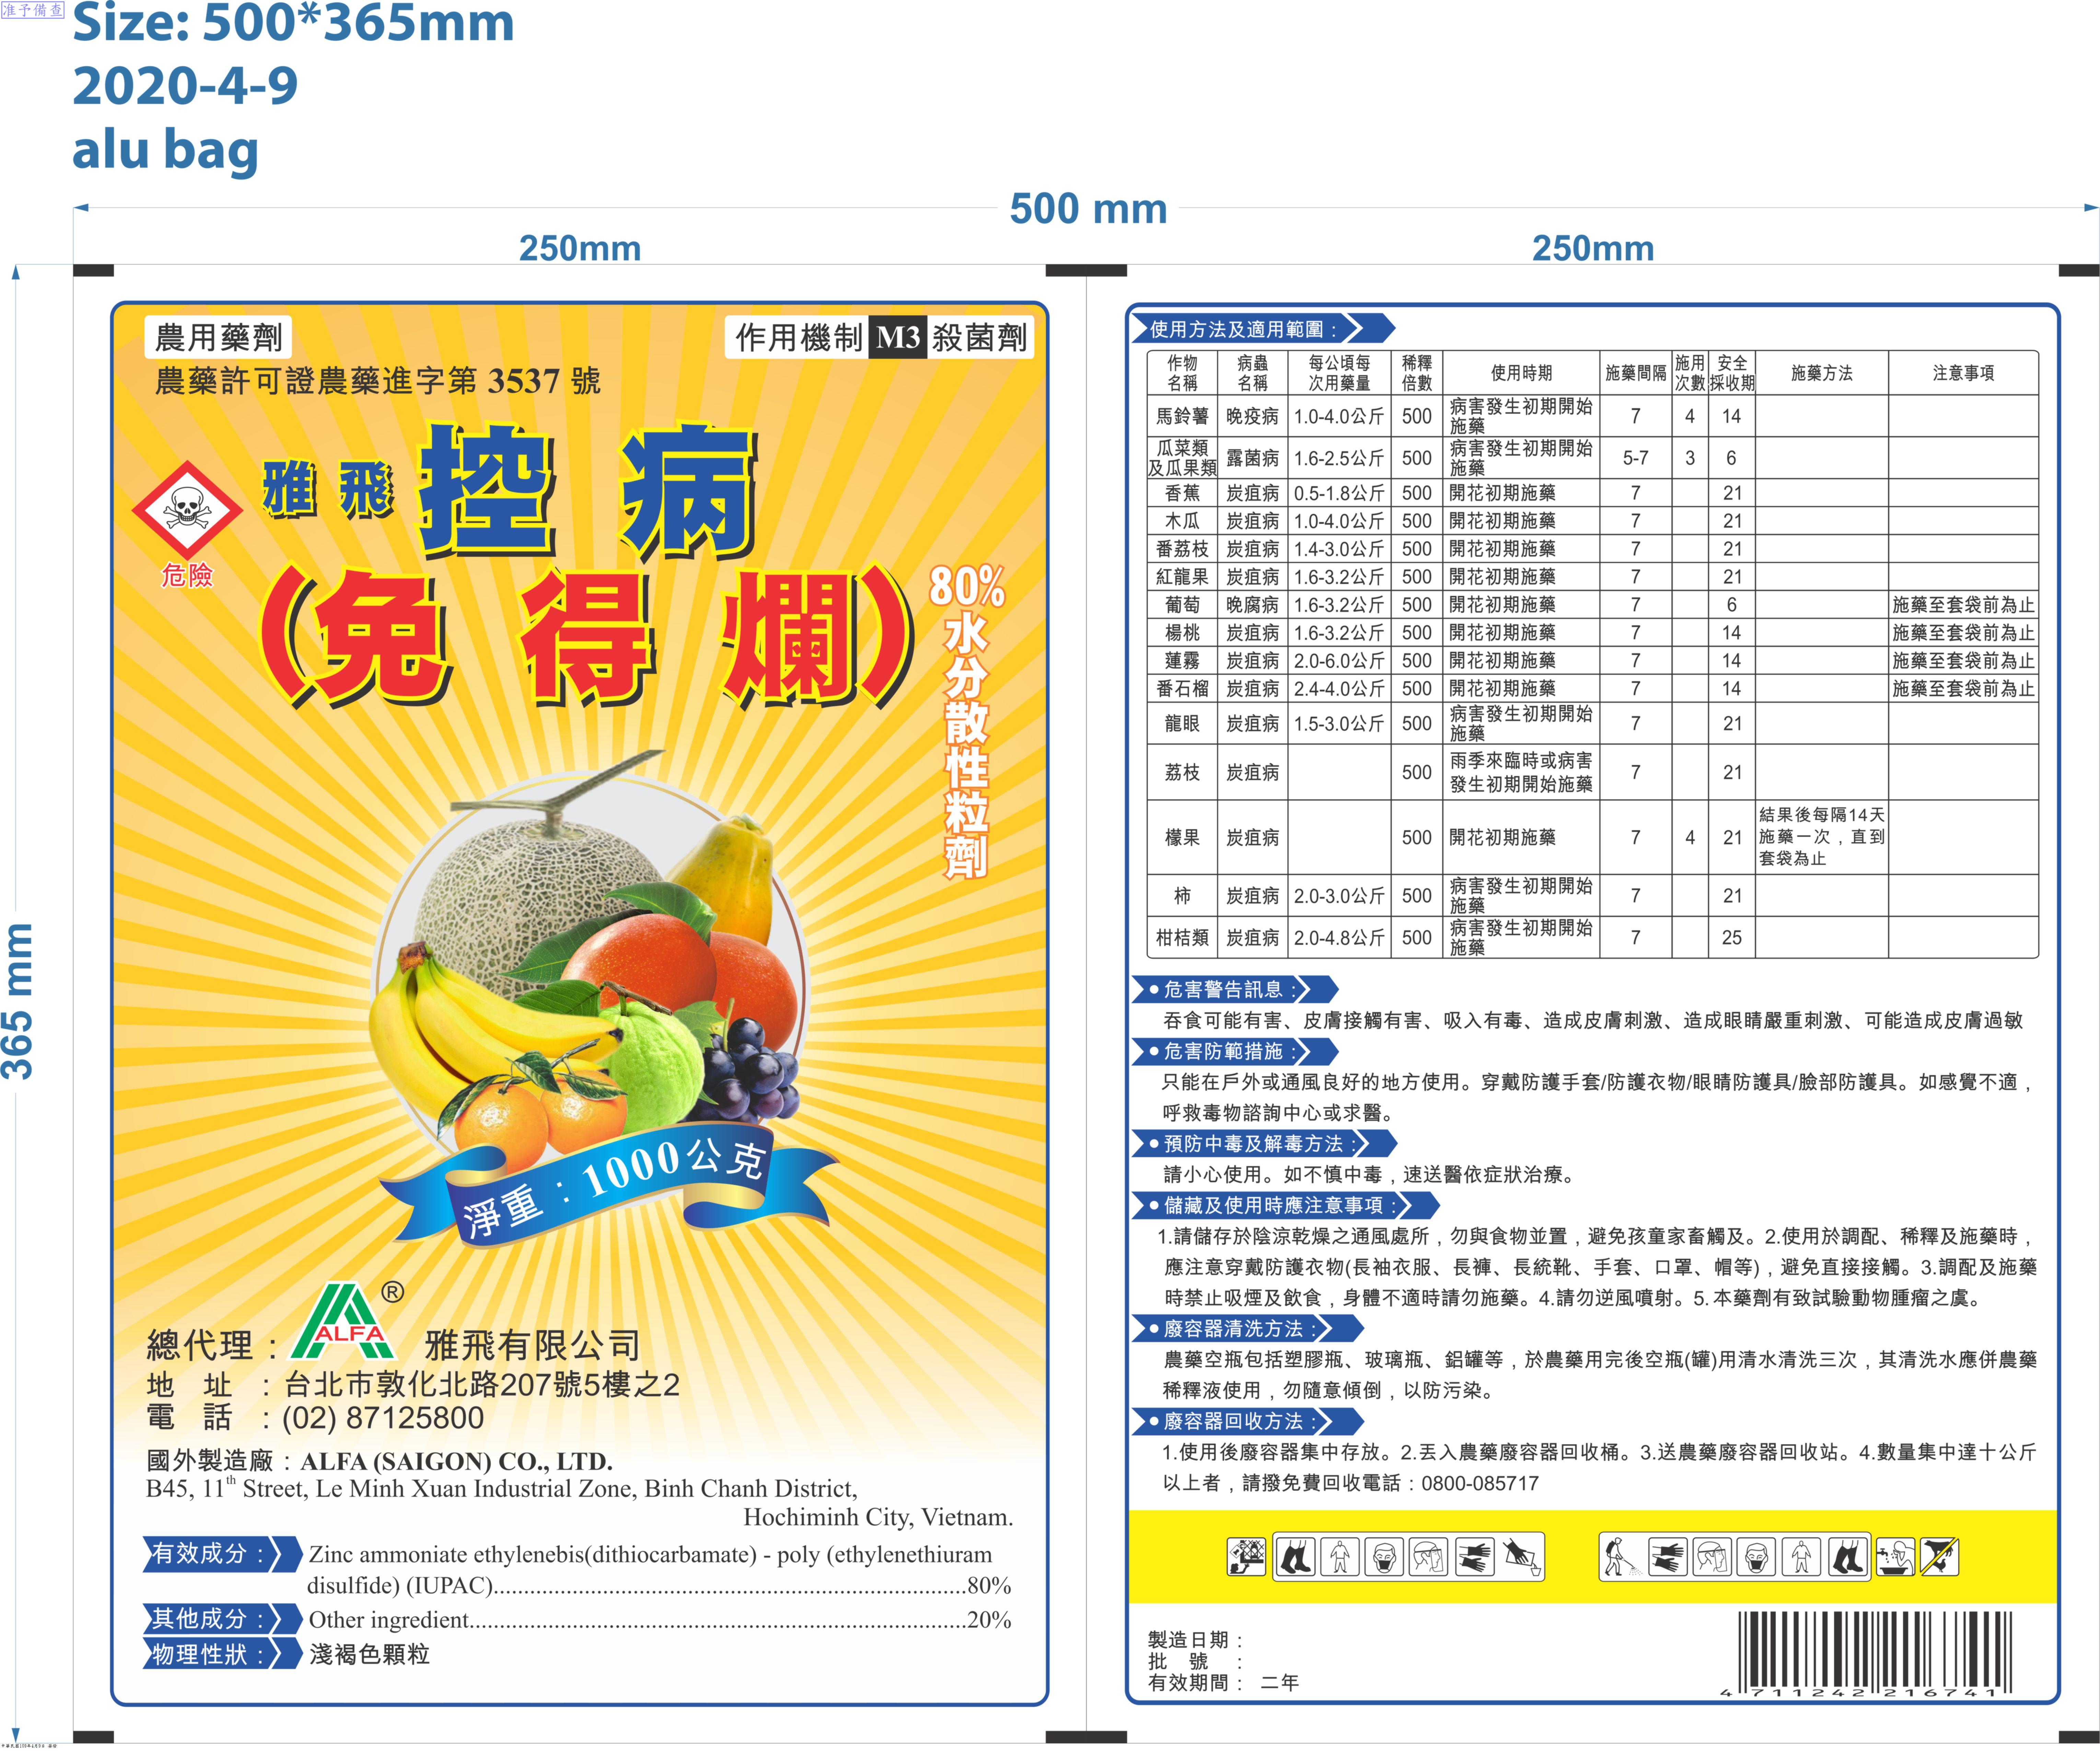 准予備查
Size: 500*365mm
2020-4-9
alu bag
500 mm
250mm
250mm
365 mm
農用藥劑
作用機制 M3 殺菌劑
農藥許可證農藥進字第 3537 號
雅飛 控病
(免得爛)
危險
80%水分散性粒劑
淨重：1000公克
總代理： ALFA ® 雅飛有限公司
地 址 ：台北市敦化北路207號5樓之2
電 話 ：(02) 87125800
國外製造廠：ALFA (SAIGON) CO., LTD.
B45, 11th Street, Le Minh Xuan Industrial Zone, Binh Chanh District,
Hochiminh City, Vietnam.
有效成分： Zinc ammoniate ethylenebis(dithiocarbamate) - poly (ethylenethiuram
disulfide) (IUPAC)..........80%
其他成分： Other ingredient..........20%
物理性狀： 淺褐色顆粒
使用方法及適用範圍：
作物名稱 病蟲名稱 每公頃每次用藥量 稀釋倍數 使用時期 施藥間隔 施用次數 安全採收期 施藥方法 注意事項
馬鈴薯 晚疫病 1.0-4.0公斤 500 病害發生初期開始施藥 7 4 14
瓜菜類及瓜果類 露菌病 1.6-2.5公斤 500 病害發生初期開始施藥 5-7 3 6
香蕉 炭疽病 0.5-1.8公斤 500 開花初期施藥 7 21
木瓜 炭疽病 1.0-4.0公斤 500 開花初期施藥 7 21
番荔枝 炭疽病 1.4-3.0公斤 500 開花初期施藥 7 21
紅龍果 炭疽病 1.6-3.2公斤 500 開花初期施藥 7 21
葡萄 晚腐病 1.6-3.2公斤 500 開花初期施藥 7 6 施藥至套袋前為止
楊桃 炭疽病 1.6-3.2公斤 500 開花初期施藥 7 14 施藥至套袋前為止
蓮霧 炭疽病 2.0-6.0公斤 500 開花初期施藥 7 14 施藥至套袋前為止
番石榴 炭疽病 2.4-4.0公斤 500 開花初期施藥 7 14 施藥至套袋前為止
龍眼 炭疽病 1.5-3.0公斤 500 病害發生初期開始施藥 7 21
荔枝 炭疽病 500 雨季來臨時或病害發生初期開始施藥 7 21
檬果 炭疽病 500 開花初期施藥 7 4 21 結果後每隔14天施藥一次，直到套袋為止
柿 炭疽病 2.0-3.0公斤 500 病害發生初期開始施藥 7 21
柑桔類 炭疽病 2.0-4.8公斤 500 病害發生初期開始施藥 7 25
• 危害警告訊息：
吞食可能有害、皮膚接觸有害、吸入有毒、造成皮膚刺激、造成眼睛嚴重刺激、可能造成皮膚過敏
• 危害防範措施：
只能在戶外或通風良好的地方使用。穿戴防護手套/防護衣物/眼睛防護具/臉部防護具。如感覺不適，
呼救毒物諮詢中心或求醫。
• 預防中毒及解毒方法：
請小心使用。如不慎中毒，速送醫依症狀治療。
• 儲藏及使用時應注意事項：
1.請儲存於陰涼乾燥之通風處所，勿與食物並置，避免孩童家畜觸及。2.使用於調配、稀釋及施藥時，
應注意穿戴防護衣物(長袖衣服、長褲、長統靴、手套、口罩、帽等)，避免直接接觸。3.調配及施藥
時禁止吸煙及飲食，身體不適時請勿施藥。4.請勿逆風噴射。5.本藥劑有致試驗動物腫瘤之虞。
• 廢容器清洗方法：
農藥空瓶包括塑膠瓶、玻璃瓶、鋁罐等，於農藥用完後空瓶(罐)用清水清洗三次，其清洗水應併農藥
稀釋液使用，勿隨意傾倒，以防污染。
• 廢容器回收方法：
1.使用後廢容器集中存放。2.丟入農藥廢容器回收桶。3.送農藥廢容器回收站。4.數量集中達十公斤
以上者，請撥免費回收電話：0800-085717
製造日期：
批 號 ：
有效期間： 二年
4 711242 216741